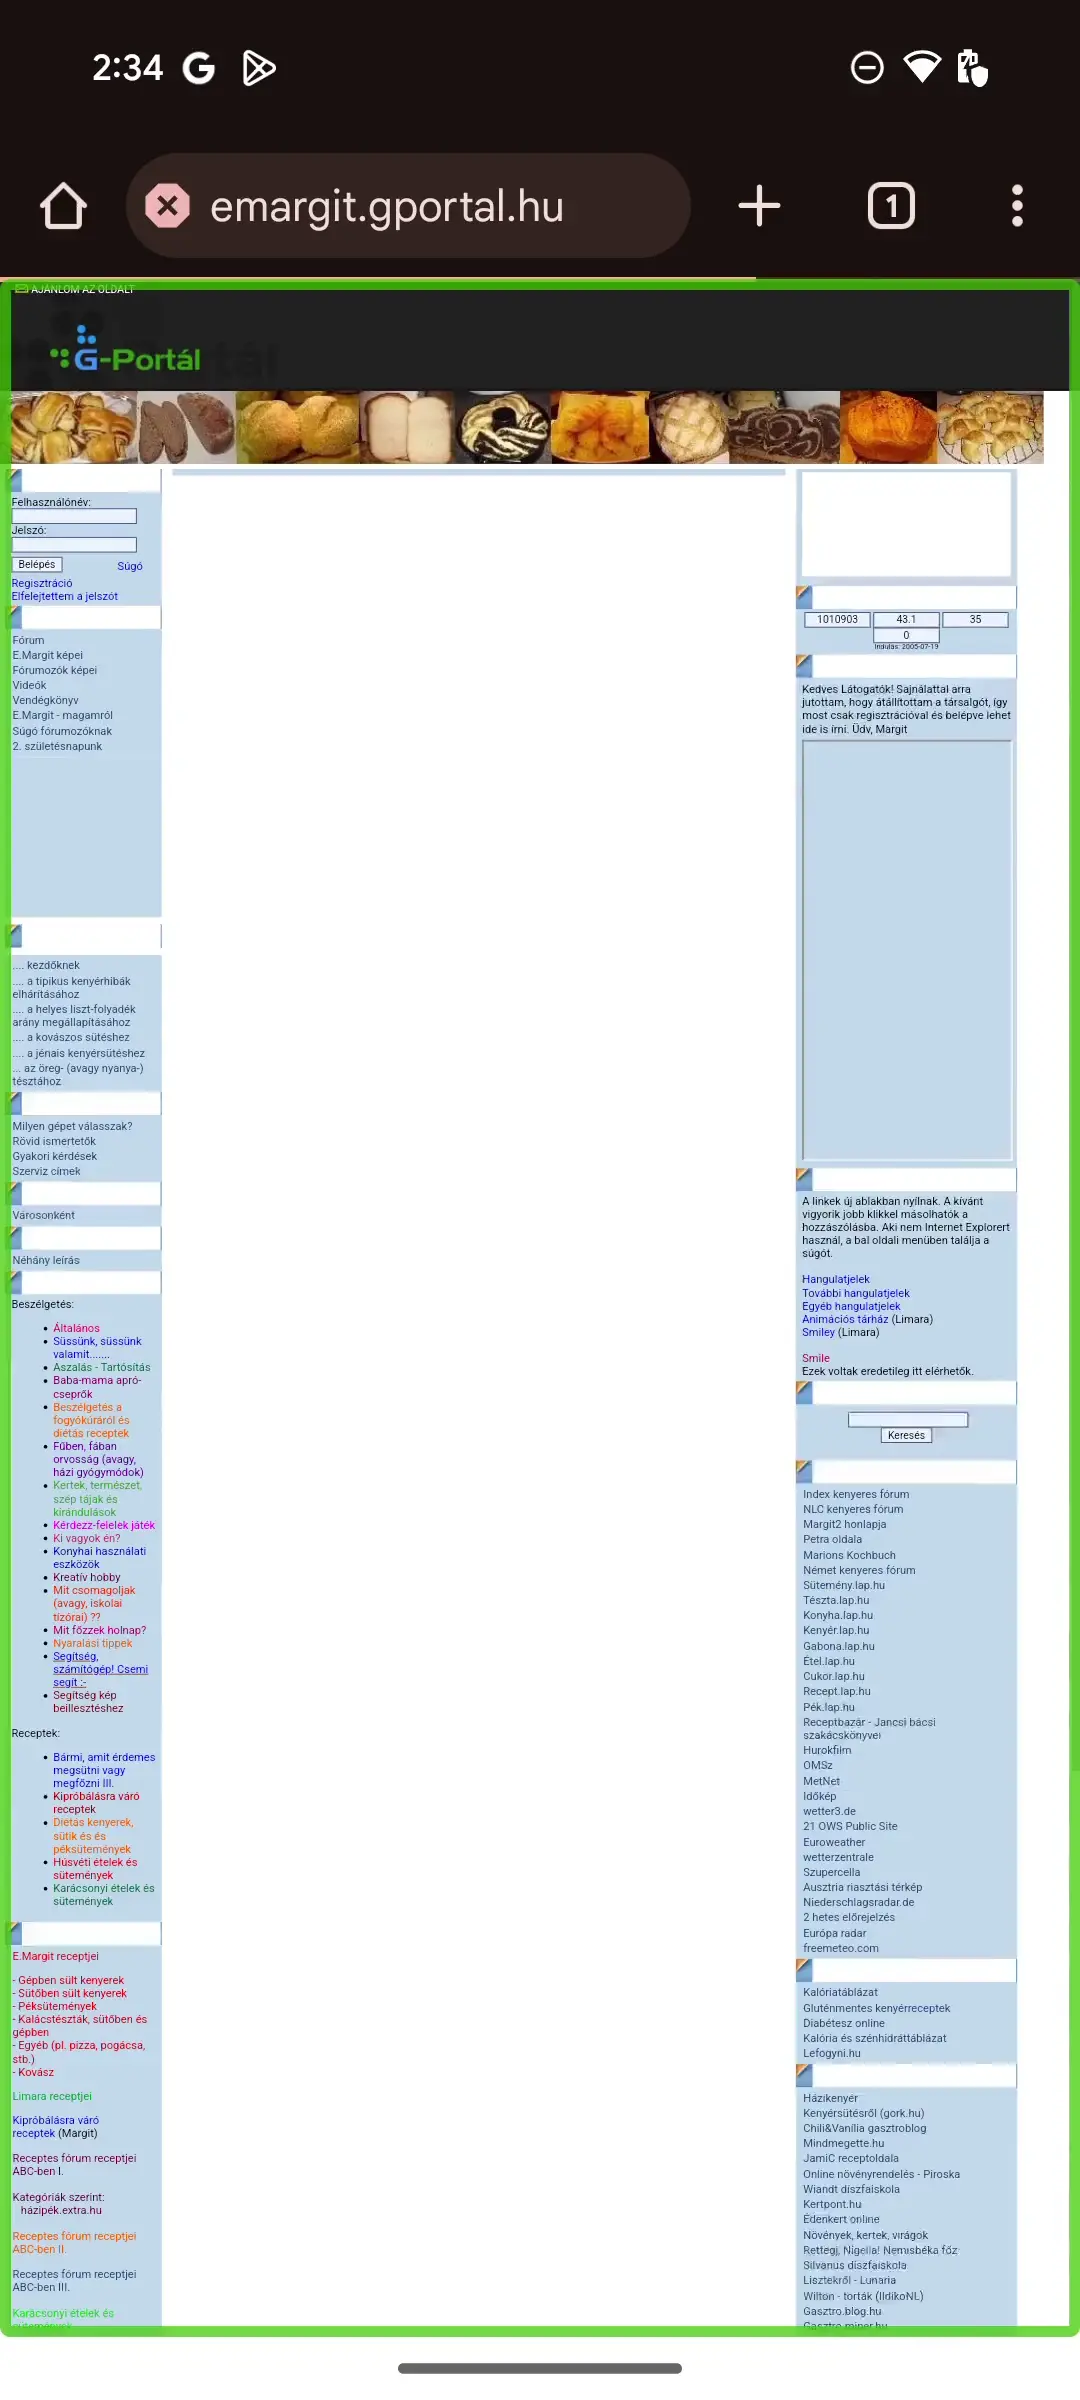 2:34
emargit.gportal.hu
1
AJÁNLOM AZ OLDALT
G-Portál
Felhasználónév:
Jelszó:
Belépés
Súgó
Regisztráció
Elfelejtettem a jelszót
Fórum
E.Margit képei
Fórumozók képei
Videók
Vendégkönyv
E.Margit - magamról
Súgó fórumozóknak
2. születésnapunk
.... kezdőknek
.... a tipikus kenyérhibák
elhárításához
.... a helyes liszt-folyadék
arány megállapításához
.... a kovászos sütéshez
.... a jénais kenyérsütéshez
... az öreg- (avagy nyanya-)
tésztához
Milyen gépet válasszak?
Rövid ismertetők
Gyakori kérdések
Szerviz címek
Városonként
Néhány leírás
Beszélgetés:
Általános
Süssünk, süssünk
valamit.......
Aszalás - Tartósítás
Baba-mama apró-
cseprők
Beszélgetés a
fogyókúráról és
diétás receptek
Fűben, fában
orvosság (avagy,
házi gyógymódok)
Kertek, természet,
szép tájak és
kirándulások
Kérdezz-felelek játék
Ki vagyok én?
Konyhai használati
eszközök
Kreatív hobby
Mit csomagoljak
(avagy, iskolai
tízórai) ??
Mit főzzek holnap?
Nyaralási tippek
Segítség,
számítógép! Csemi
segít :-
Segítség kép
beillesztéshez
Receptek:
Bármi, amit érdemes
megsütni vagy
megfőzni III.
Kipróbálásra váró
receptek
Diétás kenyerek,
sütik és és
péksütemények
Húsvéti ételek és
sütemények
Karácsonyi ételek és
sütemények
E.Margit receptjei
- Gépben sült kenyerek
- Sütőben sült kenyerek
- Péksütemények
- Kalácstészták, sütőben és
gépben
- Egyéb (pl. pizza, pogácsa,
stb.)
- Kovász
Limara receptjei
Kipróbálásra váró
receptek (Margit)
Receptes fórum receptjei
ABC-ben I.
Kategóriák szerint:
házipék.extra.hu
Receptes fórum receptjei
ABC-ben II.
Receptes fórum receptjei
ABC-ben III.
Karácsonyi ételek és
sütemények
1010903 43.1 35
0
Indulás: 2005-07-19
Kedves Látogatók! Sajnálattal arra
jutottam, hogy átállítottam a társalgót, így
most csak regisztrációval és belépve lehet
ide is írni. Üdv, Margit
A linkek új ablakban nyílnak. A kívánt
vigyorik jobb klikkel másolhatók a
hozzászólásba. Aki nem Internet Explorert
használ, a bal oldali menüben találja a
súgót.
Hangulatjelek
További hangulatjelek
Egyéb hangulatjelek
Animációs tárház (Limara)
Smiley (Limara)
Smile
Ezek voltak eredetileg itt elérhetők.
Keresés
Index kenyeres fórum
NLC kenyeres fórum
Margit2 honlapja
Petra oldala
Marions Kochbuch
Német kenyeres fórum
Sütemény.lap.hu
Tészta.lap.hu
Konyha.lap.hu
Kenyér.lap.hu
Gabona.lap.hu
Étel.lap.hu
Cukor.lap.hu
Recept.lap.hu
Pék.lap.hu
Receptbazár - Jancsi bácsi
szakácskönyvei
Hurokfilm
OMSz
MetNet
Időkép
wetter3.de
21 OWS Public Site
Euroweather
wetterzentrale
Szupercella
Ausztria riasztási térkép
Niederschlagsradar.de
2 hetes előrejelzés
Európa radar
freemeteo.com
Kalóriatáblázat
Gluténmentes kenyérreceptek
Diabétesz online
Kalória és szénhidráttáblázat
Lefogyni.hu
Házikenyér
Kenyérsütésről (gork.hu)
Chili&Vanília gasztroblog
Mindmegette.hu
JamiC receptoldala
Online növényrendelés - Piroska
Wiandt díszfaiskola
Kertpont.hu
Édenkert online
Növények, kertek, virágok
Rettegj, Nigella! Nemisbéka főz
Silvanus díszfaiskola
Lisztekről - Lunaria
Wilton - torták (IldikoNL)
Gasztro.blog.hu
Gasztro.miner.hu